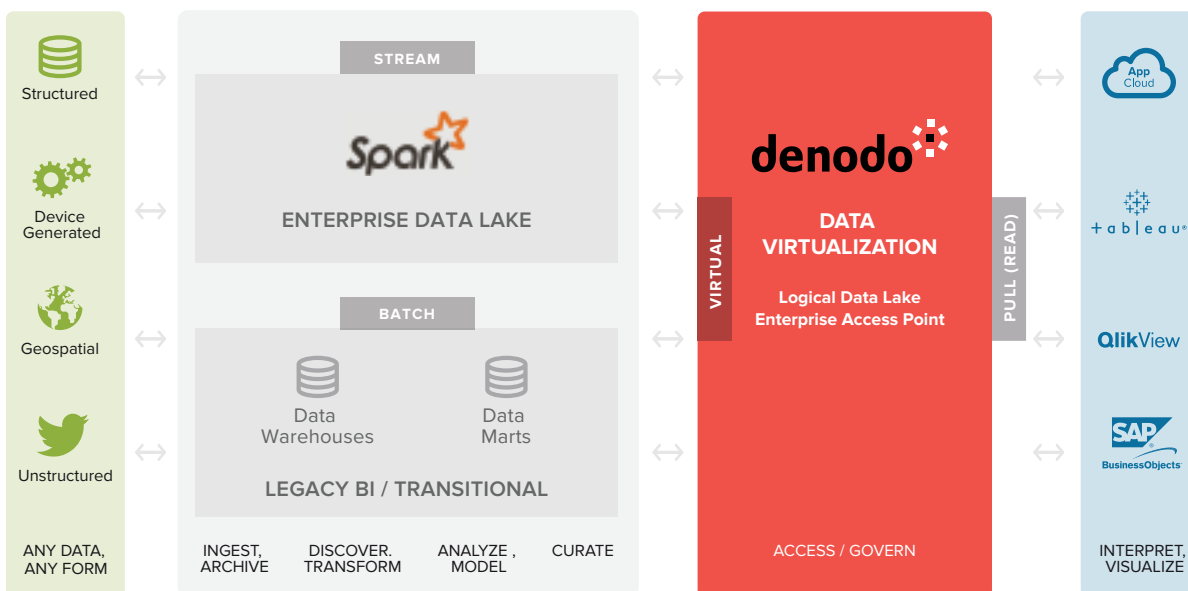 Structured
Device
Generated
Geospatial
Unstructured
ANY DATA,
ANY FORM
STREAM
Spark
ENTERPRISE DATA LAKE
BATCH
Data
Warehouses
Data
Marts
LEGACY BI / TRANSITIONAL
INGEST,
ARCHIVE
DISCOVER.
TRANSFORM
ANALYZE ,
MODEL
CURATE
VIRTUAL
denodo
DATA
VIRTUALIZATION
Logical Data Lake
Enterprise Access Point
ACCESS / GOVERN
PULL (READ)
App
Cloud
+ableau®
QlikView
SAP®
BusinessObjects
INTERPRET,
VISUALIZE